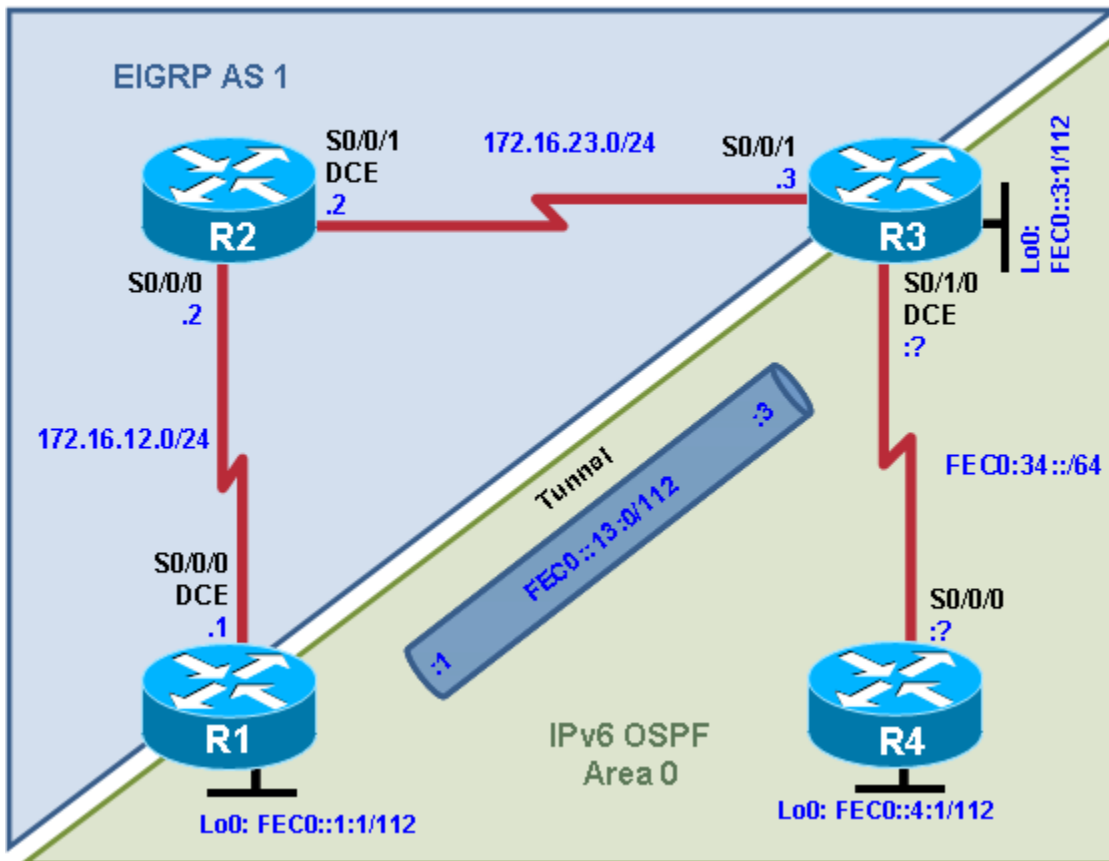 EIGRP AS 1
S0/0/1
DCE
.2
172.16.23.0/24
S0/0/1
.3
R2
R3
Lo0:
FEC0::3:1/112
S0/0/0
.2
S0/1/0
DCE
:?
172.16.12.0/24
Tunnel
:3
FEC0::13:0/112
:1
FEC0:34::/64
S0/0/0
DCE
.1
S0/0/0
:?
R1
R4
IPv6 OSPF
Area 0
Lo0: FEC0::1:1/112
Lo0: FEC0::4:1/112